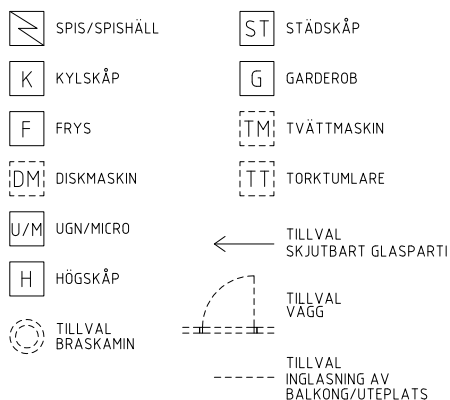 SPIS/SPISHÄLL
K KYLSKÅP
F FRYS
DM DISKMASKIN
U/M UGN/MICRO
H HÖGSKÅP
TILLVAL
BRASKAMIN
ST STÄDSKÅP
G GARDEROB
TM TVÄTTMASKIN
TT TORKTUMLARE
TILLVAL
SKJUTBART GLASPARTI
TILLVAL
VÄGG
TILLVAL
INGLASNING AV
BALKONG/UTEPLATS